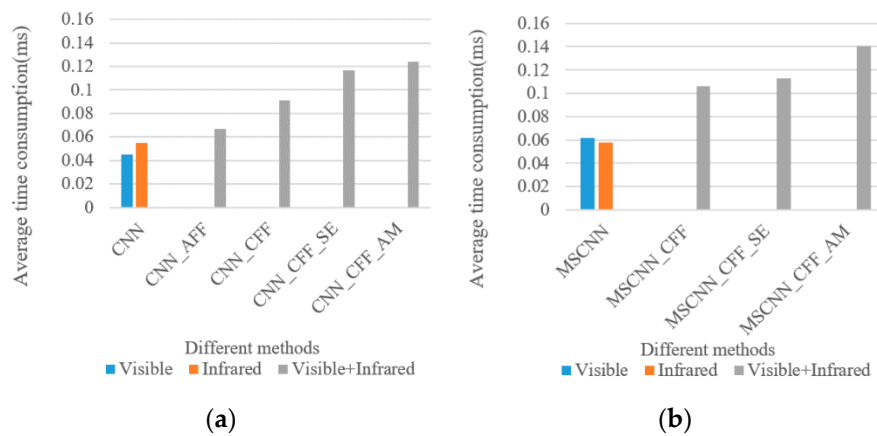 Average time consumption(ms)
0.16
0.14
0.12
0.1
0.08
0.06
0.04
0.02
0
CNN
CNN_AFF
CNN_CFF
CNN_CFF_SE
CNN_CFF_AM
Different methods
Visible Infrared Visible+Infrared
(a)
Average time consumption(ms)
0.16
0.14
0.12
0.1
0.08
0.06
0.04
0.02
0
MSCNN
MSCNN_CFF
MSCNN_CFF_SE
MSCNN_CFF_AM
Different methods
Visible Infrared Visible+Infrared
(b)